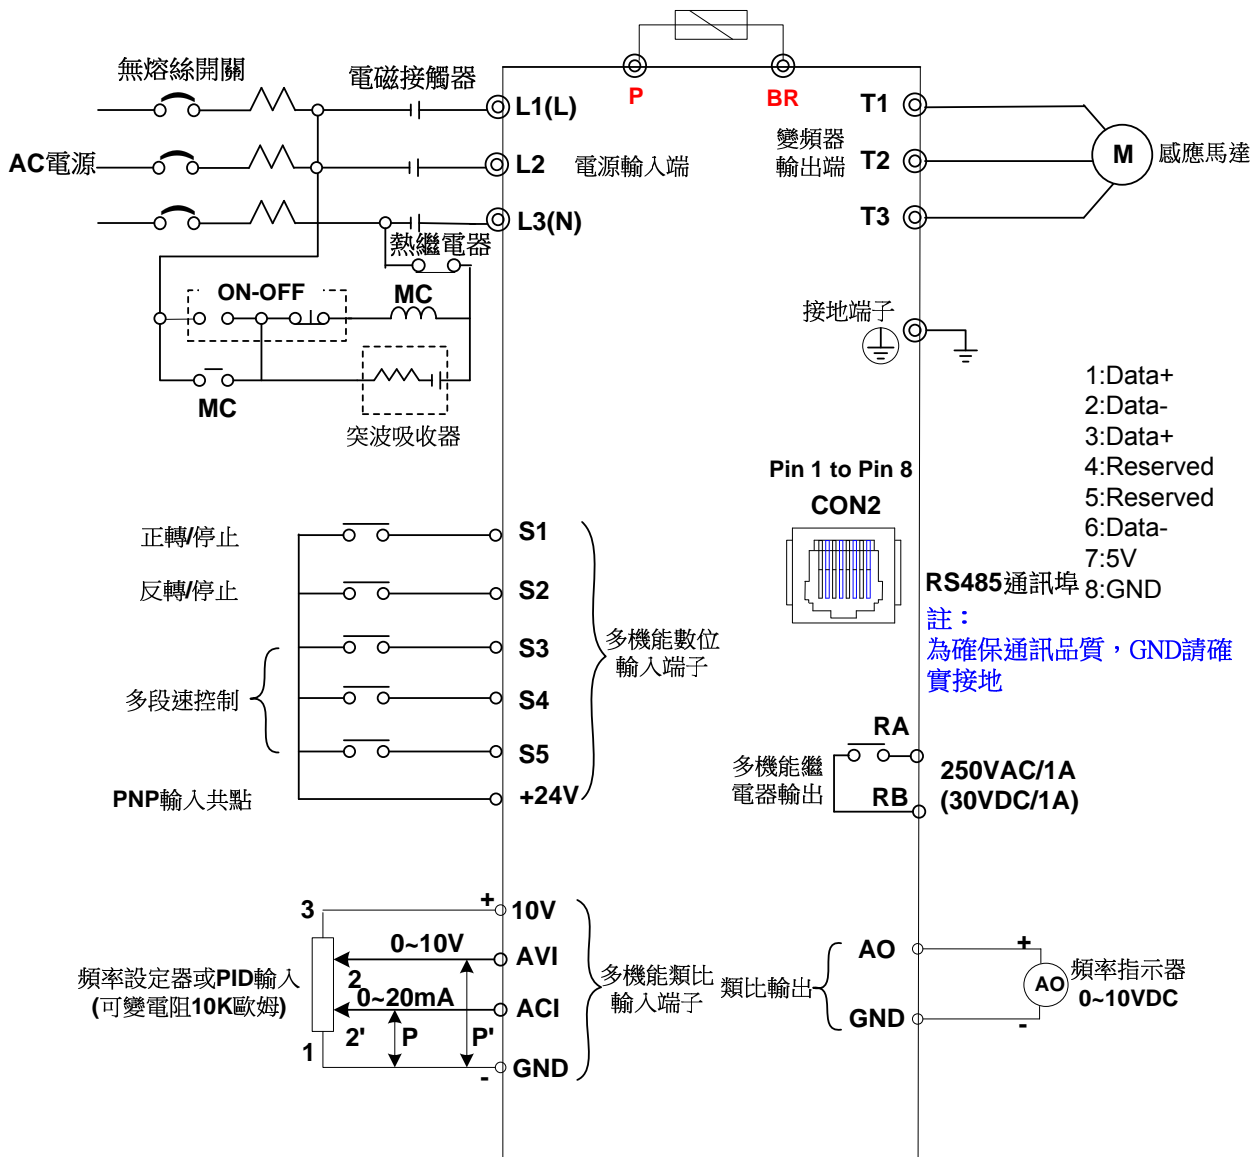 無熔絲開關
電磁接觸器
P
BR
L1(L)
T1
AC電源
L2
電源輸入端
變頻器
輸出端
T2
M
感應馬達
L3(N)
T3
熱繼電器
ON-OFF
MC
接地端子
MC
突波吸收器
1:Data+
2:Data-
3:Data+
4:Reserved
5:Reserved
6:Data-
7:5V
8:GND
Pin 1 to Pin 8
CON2
RS485通訊埠
註：
為確保通訊品質，GND請確
實接地
正轉/停止
S1
反轉/停止
S2
S3
多機能數位
輸入端子
多段速控制
S4
S5
PNP輸入共點
+24V
RA
多機能繼
電器輸出
RB
250VAC/1A
(30VDC/1A)
3
+
10V
0~10V
AVI
2
頻率設定器或PID輸入
(可變電阻10K歐姆)
0~20mA
ACI
多機能類比
輸入端子
2'
P
P'
1
-
GND
類比輸出
AO
+
AO
頻率指示器
0~10VDC
GND
-